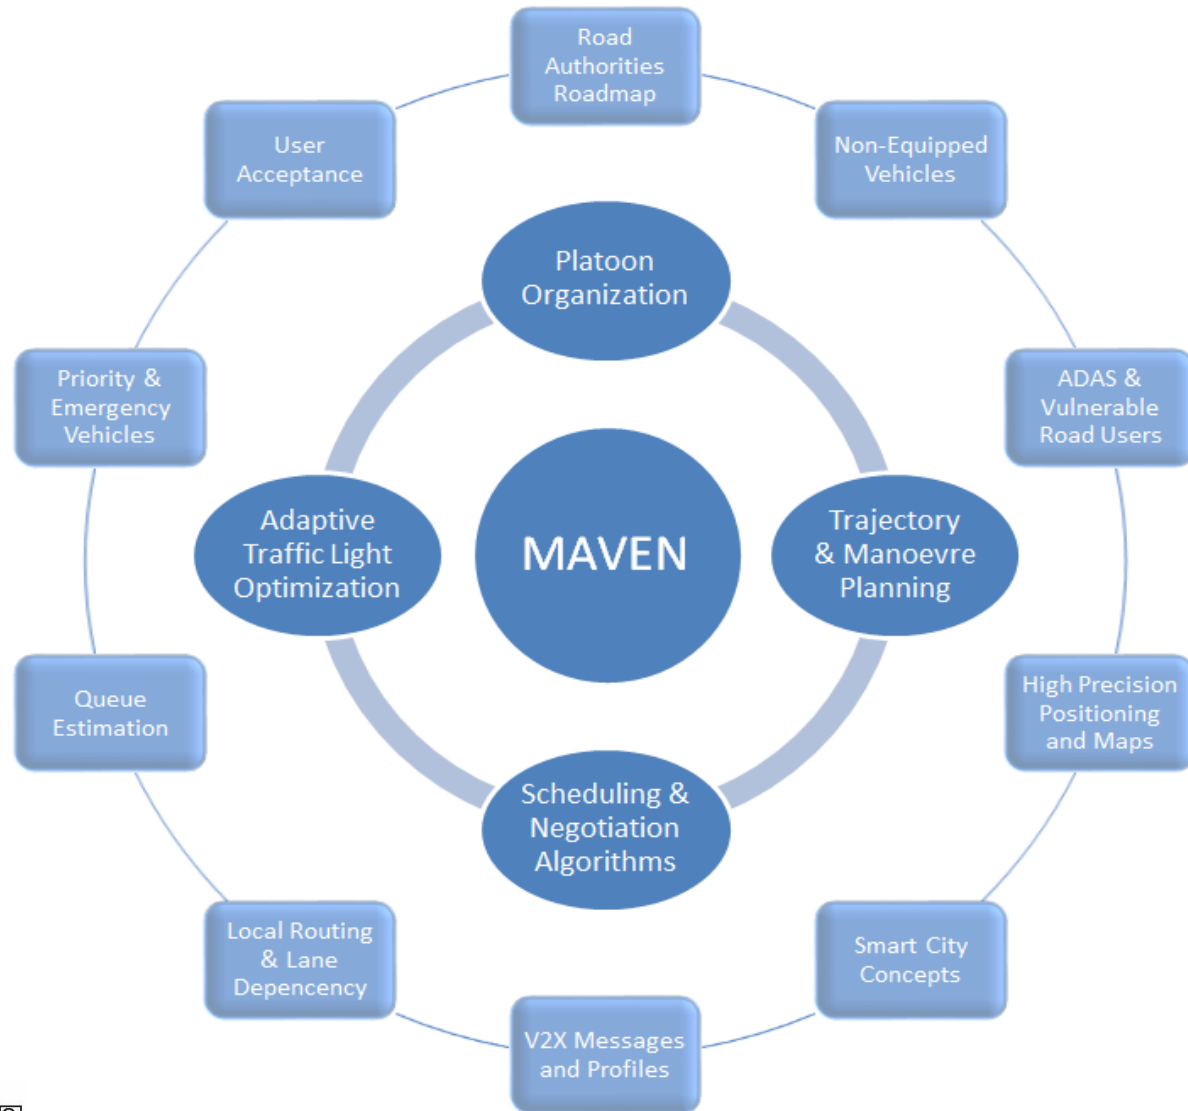 Road
Authorities
Roadmap
User
Acceptance
Non-Equipped
Vehicles
Platoon
Organization
Priority &
Emergency
Vehicles
ADAS &
Vulnerable
Road Users
Adaptive
Traffic Light
Optimization
MAVEN
Trajectory
& Manoevre
Planning
Queue
Estimation
High Precision
Positioning
and Maps
Scheduling &
Negotiation
Algorithms
Local Routing
& Lane
Depencency
Smart City
Concepts
V2X Messages
and Profiles